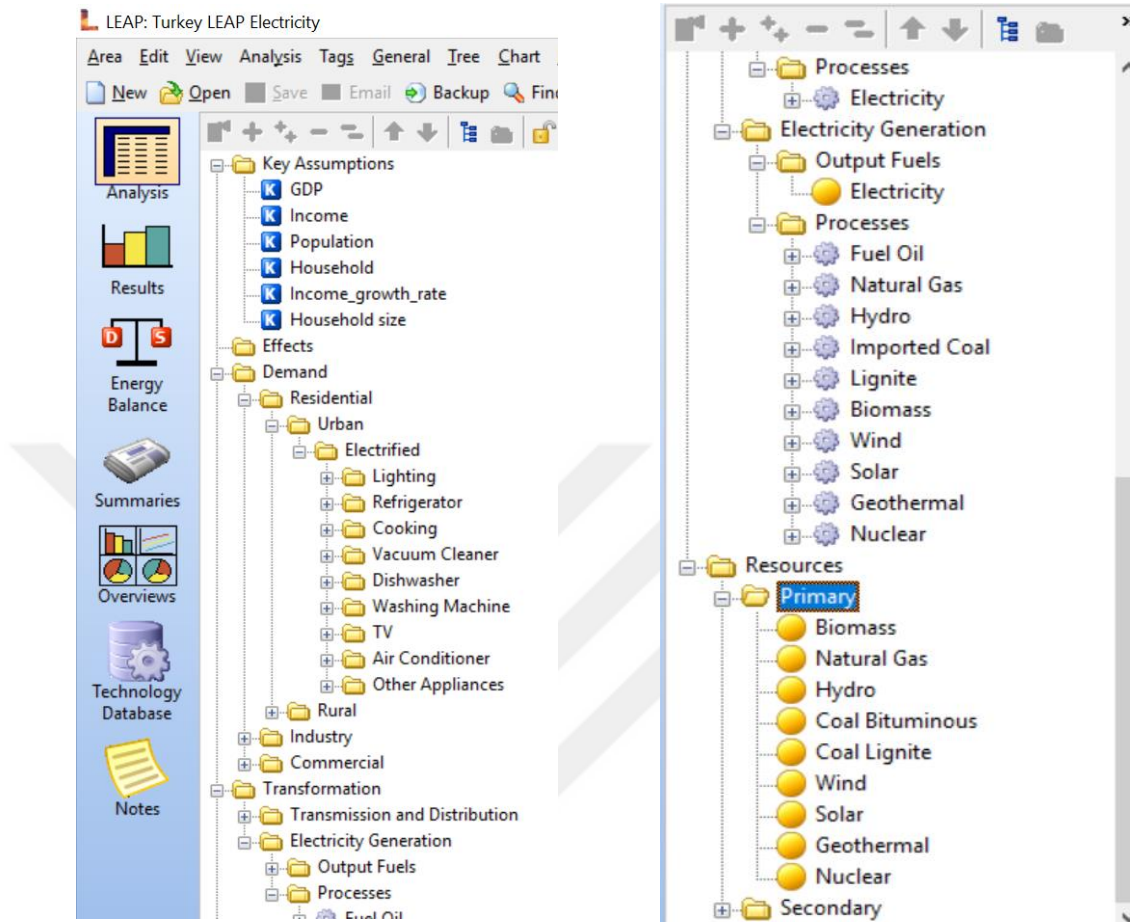 LEAP: Turkey LEAP Electricity
Area Edit View Analysis Tags General Tree Chart
New Open Save Email Backup Find
Analysis
Results
D S
Energy
Balance
Summaries
Overviews
Technology
Database
Notes
Key Assumptions
K GDP
K Income
K Population
K Household
K Income_growth_rate
K Household size
Effects
Demand
Residential
Urban
Electrified
Lighting
Refrigerator
Cooking
Vacuum Cleaner
Dishwasher
Washing Machine
TV
Air Conditioner
Other Appliances
Rural
Industry
Commercial
Transformation
Transmission and Distribution
Electricity Generation
Output Fuels
Processes
Fuel Oil
Processes
Electricity
Electricity Generation
Output Fuels
Electricity
Processes
Fuel Oil
Natural Gas
Hydro
Imported Coal
Lignite
Biomass
Wind
Solar
Geothermal
Nuclear
Resources
Primary
Biomass
Natural Gas
Hydro
Coal Bituminous
Coal Lignite
Wind
Solar
Geothermal
Nuclear
Secondary